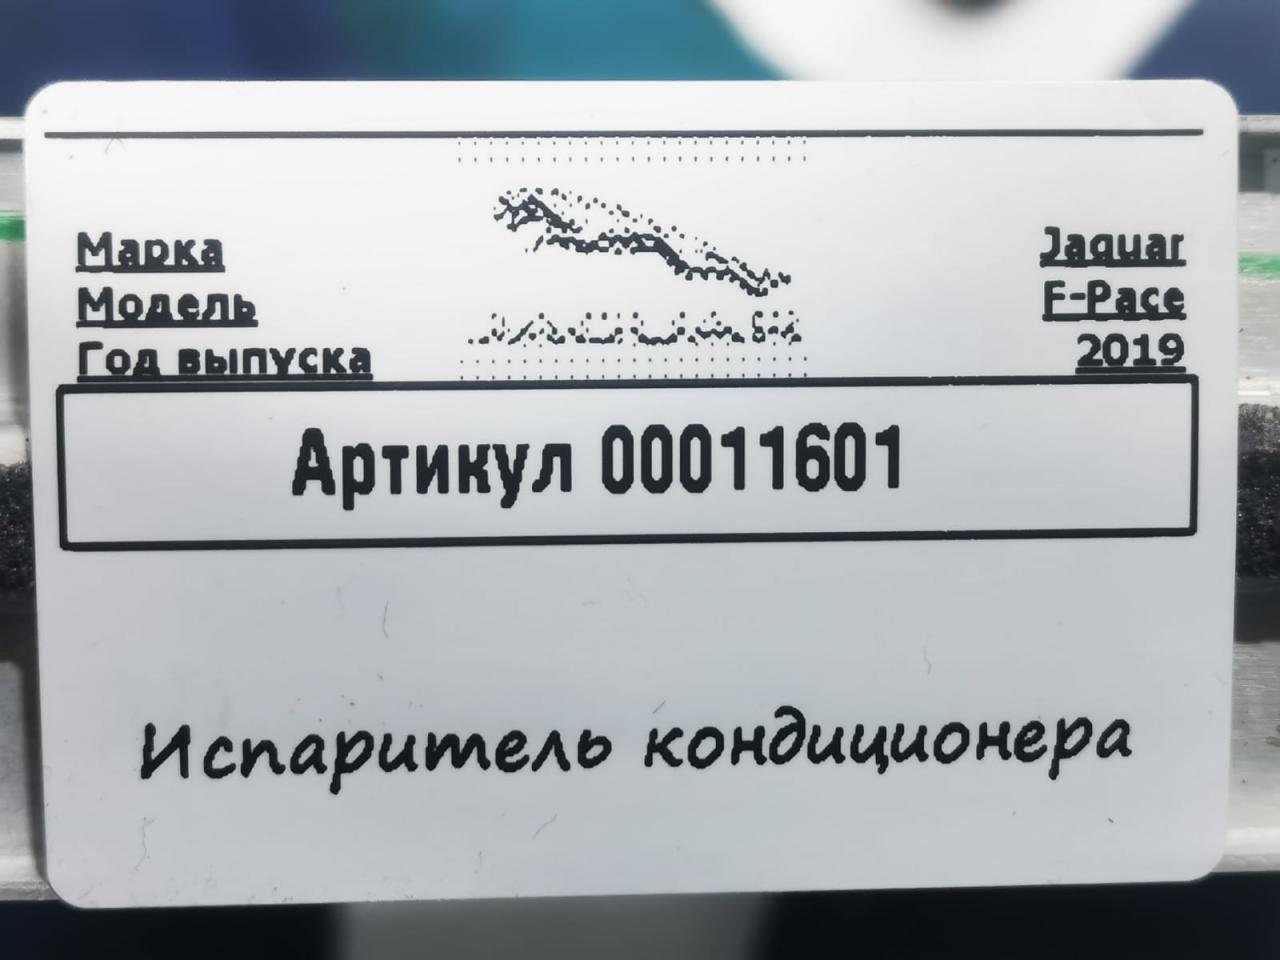 Марка Jaguar
Модель F-Pace
Год выпуска 2019
Артикул 00011601
Испаритель кондиционера